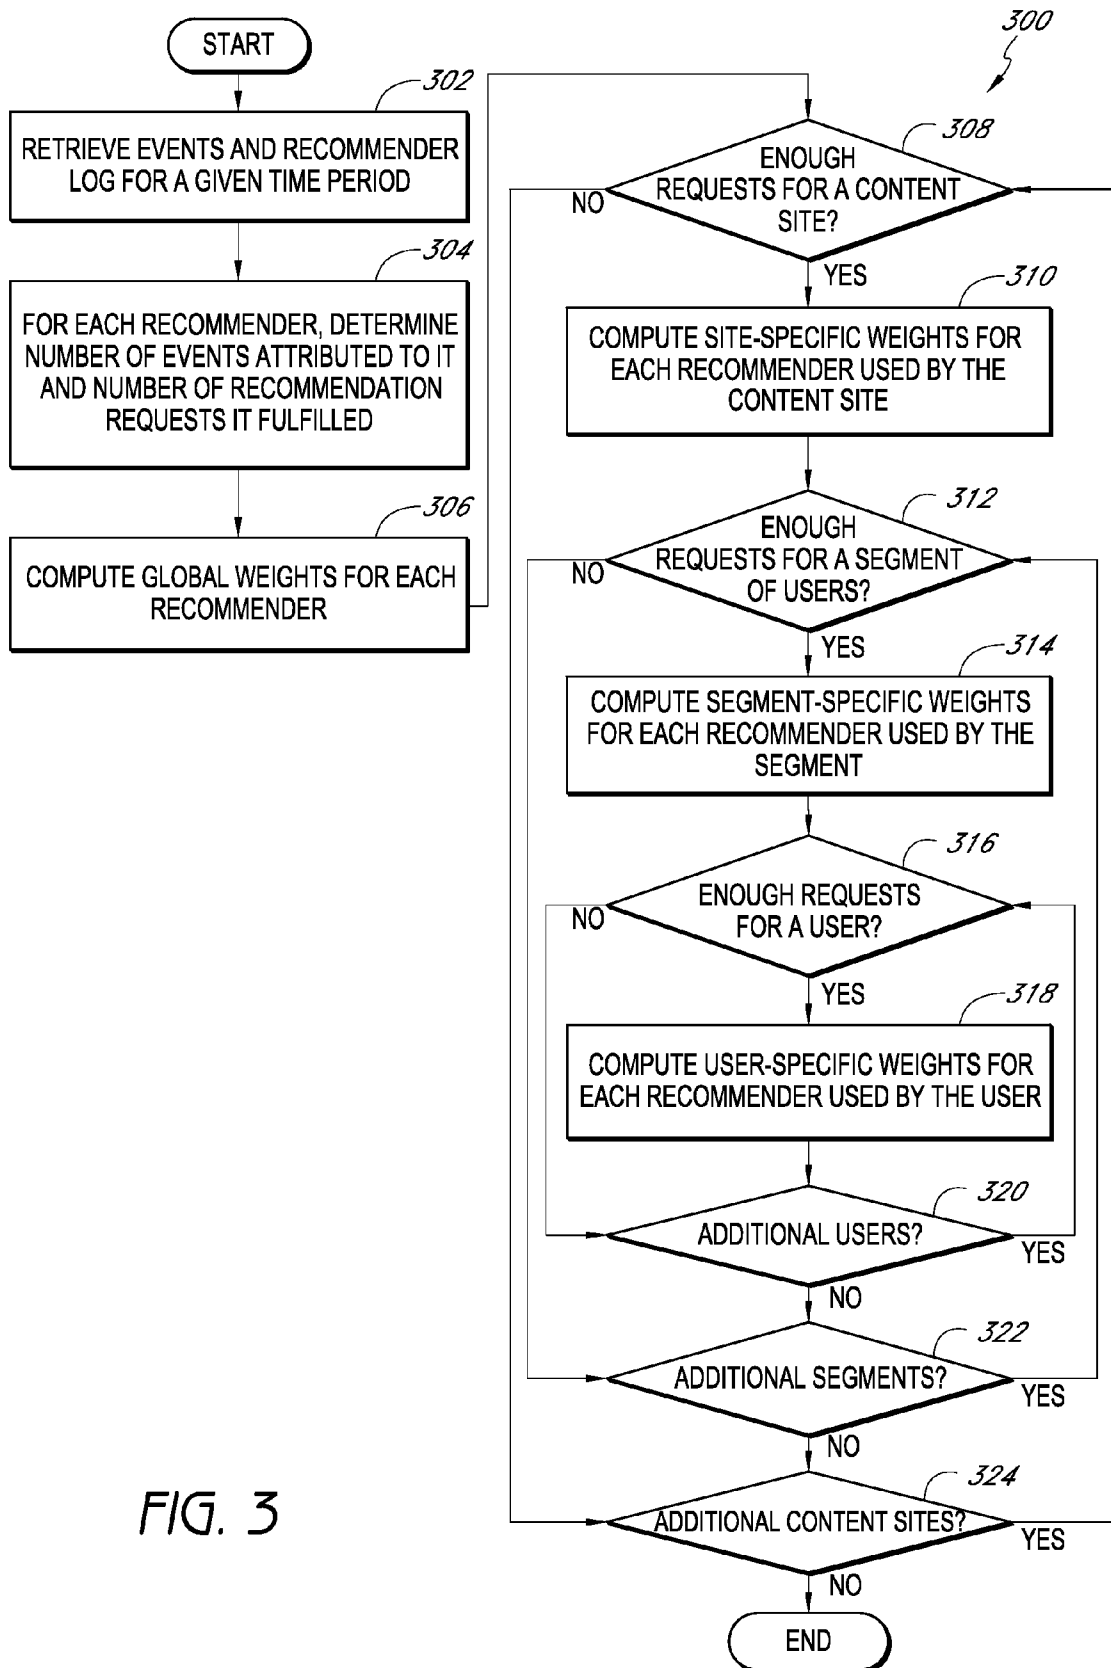 START
302
RETRIEVE EVENTS AND RECOMMENDER
LOG FOR A GIVEN TIME PERIOD
304
FOR EACH RECOMMENDER, DETERMINE
NUMBER OF EVENTS ATTRIBUTED TO IT
AND NUMBER OF RECOMMENDATION
REQUESTS IT FULFILLED
306
COMPUTE GLOBAL WEIGHTS FOR EACH
RECOMMENDER
300
308
ENOUGH
REQUESTS FOR A CONTENT
SITE?
NO
YES
310
COMPUTE SITE-SPECIFIC WEIGHTS FOR
EACH RECOMMENDER USED BY THE
CONTENT SITE
312
ENOUGH
REQUESTS FOR A SEGMENT
OF USERS?
NO
YES
314
COMPUTE SEGMENT-SPECIFIC WEIGHTS
FOR EACH RECOMMENDER USED BY THE
SEGMENT
316
ENOUGH REQUESTS
FOR A USER?
NO
YES
318
COMPUTE USER-SPECIFIC WEIGHTS FOR
EACH RECOMMENDER USED BY THE USER
320
ADDITIONAL USERS?
YES
NO
322
ADDITIONAL SEGMENTS?
YES
NO
324
ADDITIONAL CONTENT SITES?
YES
NO
END
FIG. 3